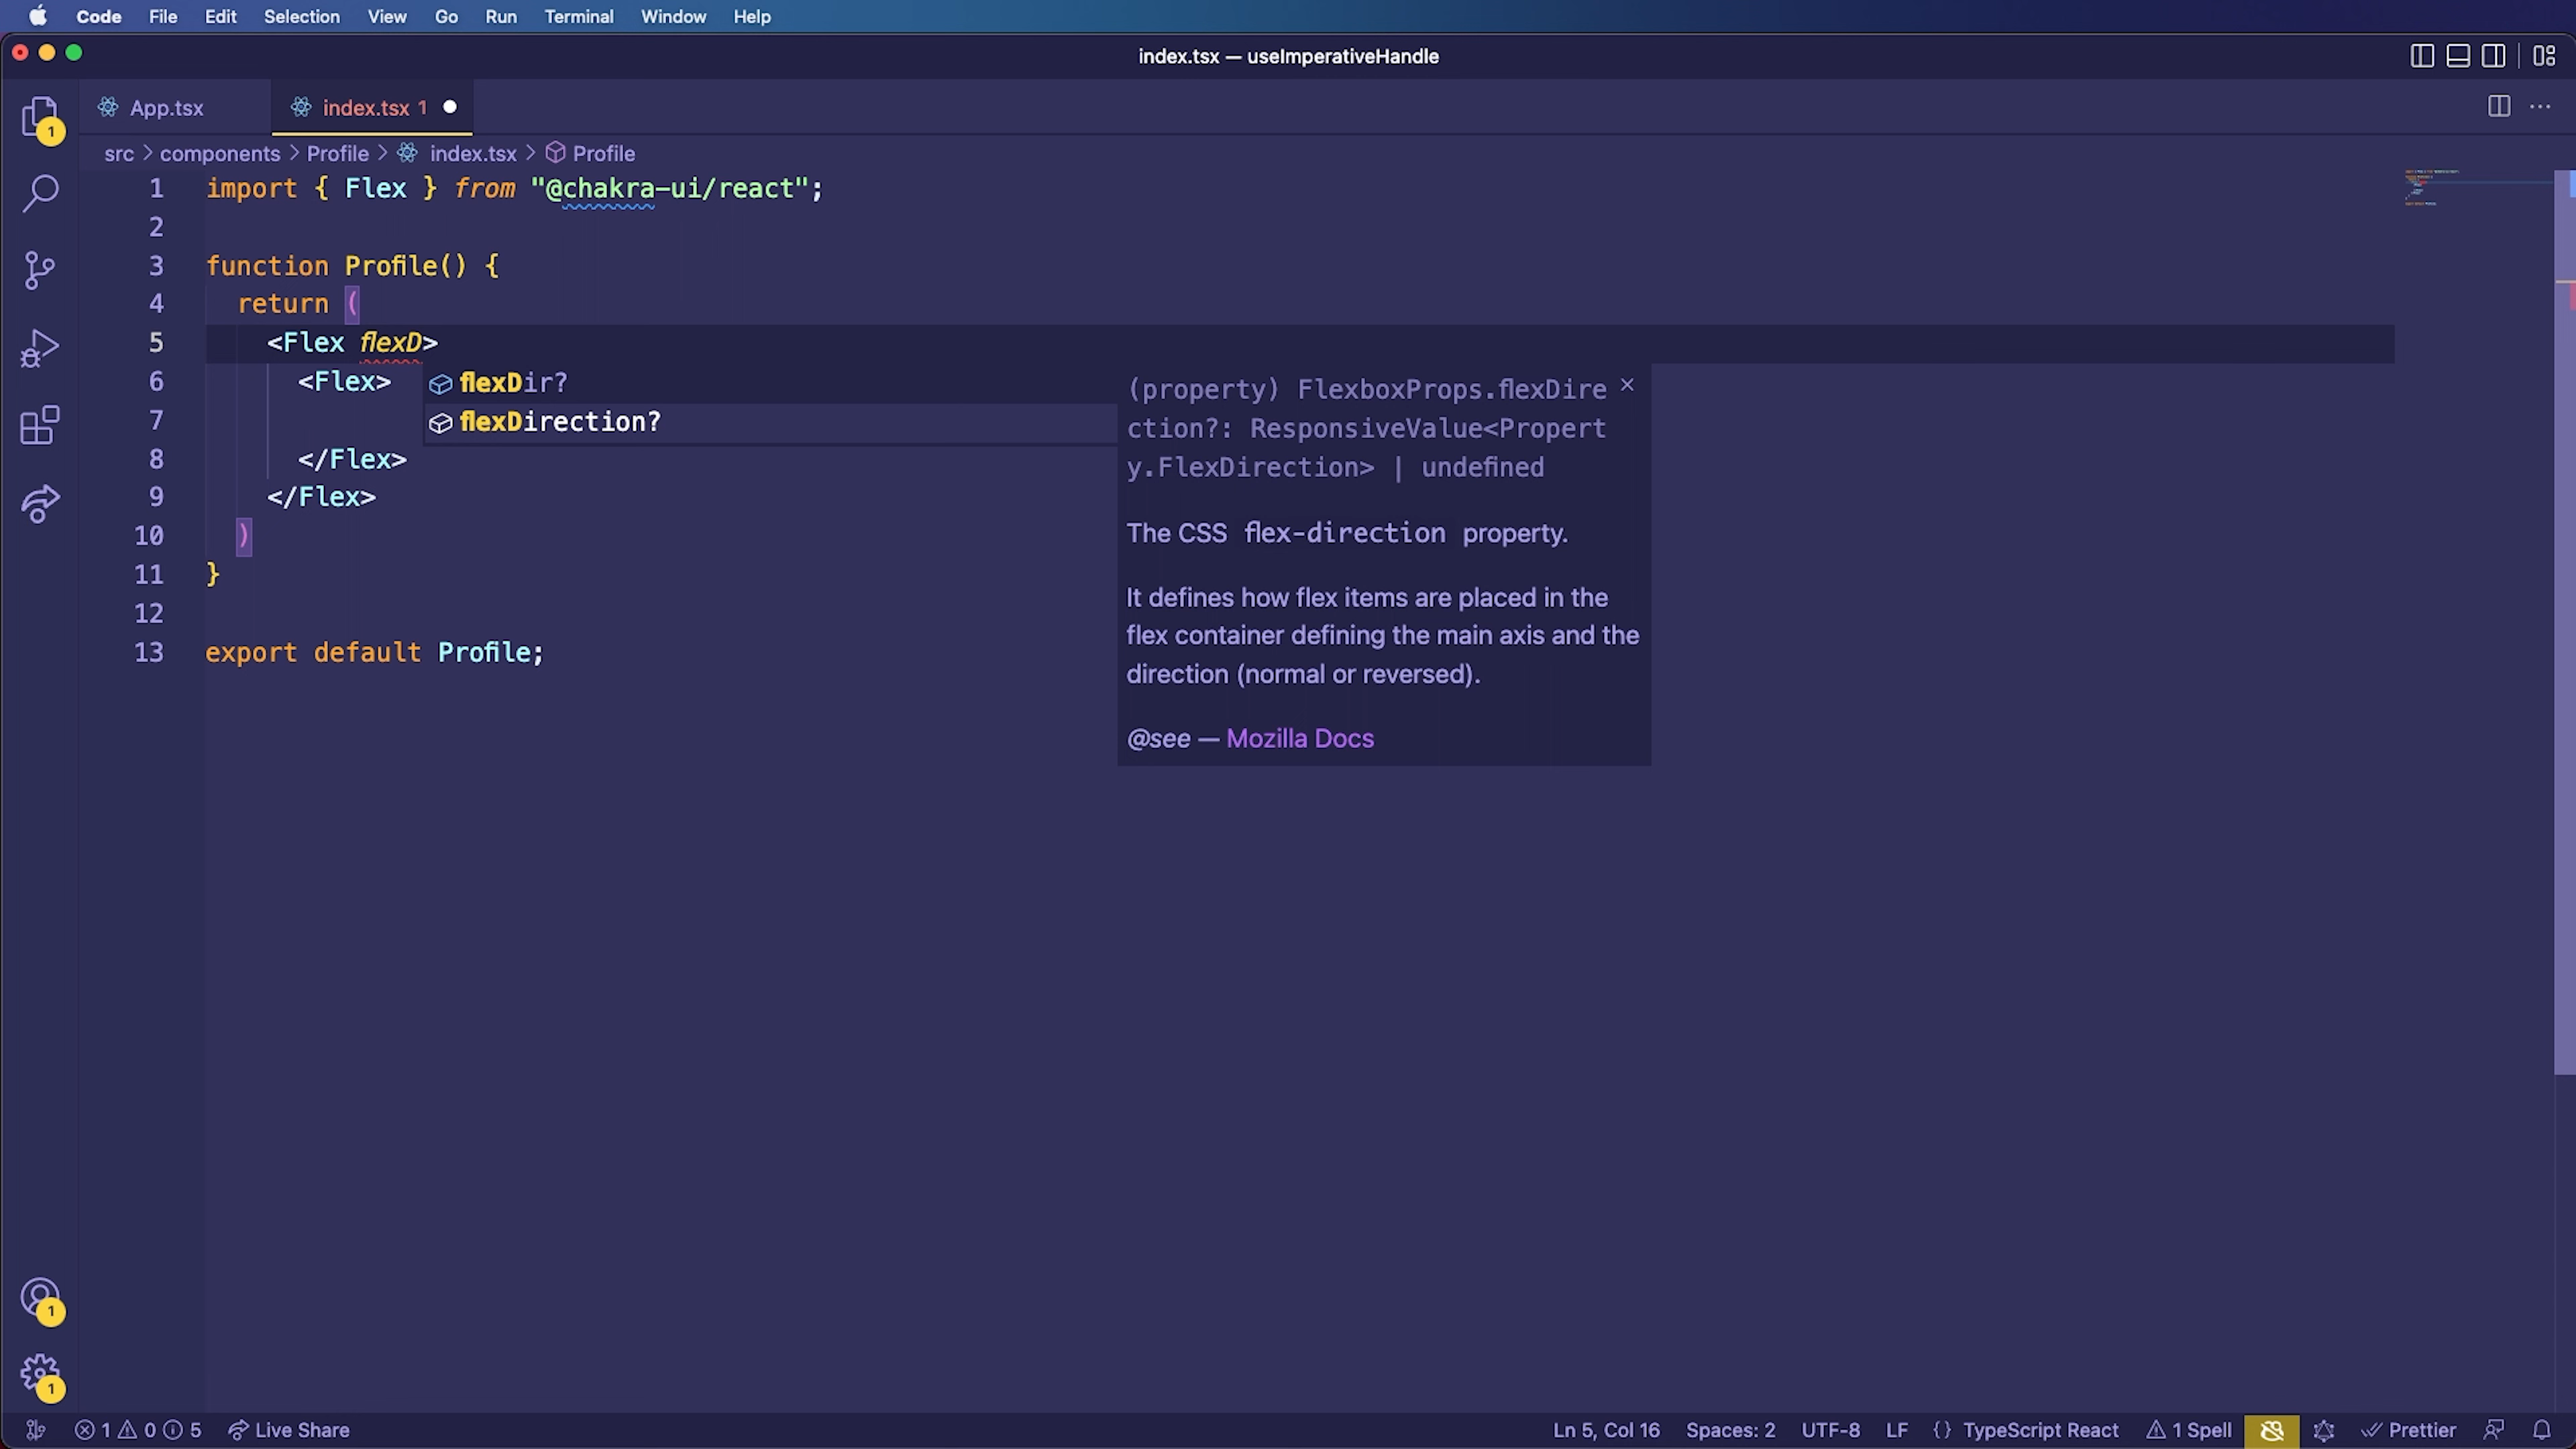 Code File Edit Selection View Go Run Terminal Window Help
index.tsx — useImperativeHandle
App.tsx index.tsx 1
src > components > Profile > index.tsx > Profile
1 import { Flex } from "@chakra-ui/react";
2
3 function Profile() {
4 return (
5 <Flex flexD>
6 <Flex>
7
8 </Flex>
9 </Flex>
10 )
11 }
12
13 export default Profile;
flexDir?
flexDirection?
(property) FlexboxProps.flexDire
ction?: ResponsiveValue<Propert
y.FlexDirection> | undefined
The CSS flex-direction property.
It defines how flex items are placed in the
flex container defining the main axis and the
direction (normal or reversed).
@see — Mozilla Docs
1
1
1
1 0 5 Live Share Ln 5, Col 16 Spaces: 2 UTF-8 LF {} TypeScript React 1 Spell Prettier